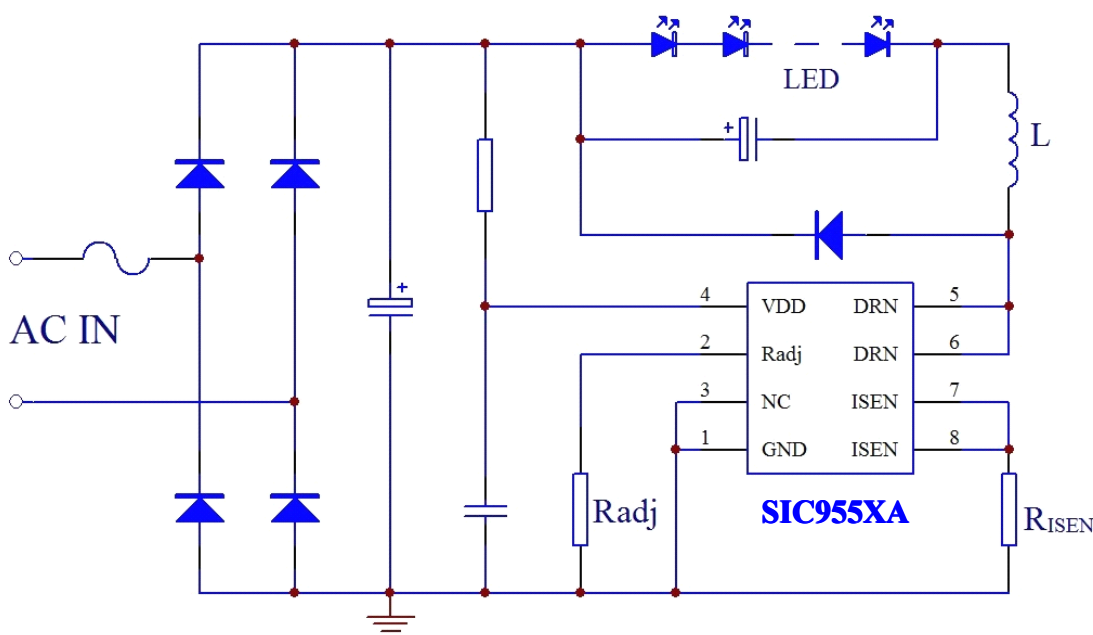 LED
+
L
+
AC IN
4 VDD DRN 5
2 Radj DRN 6
3 NC ISEN 7
1 GND ISEN 8
Radj
SIC955XA
RISEN